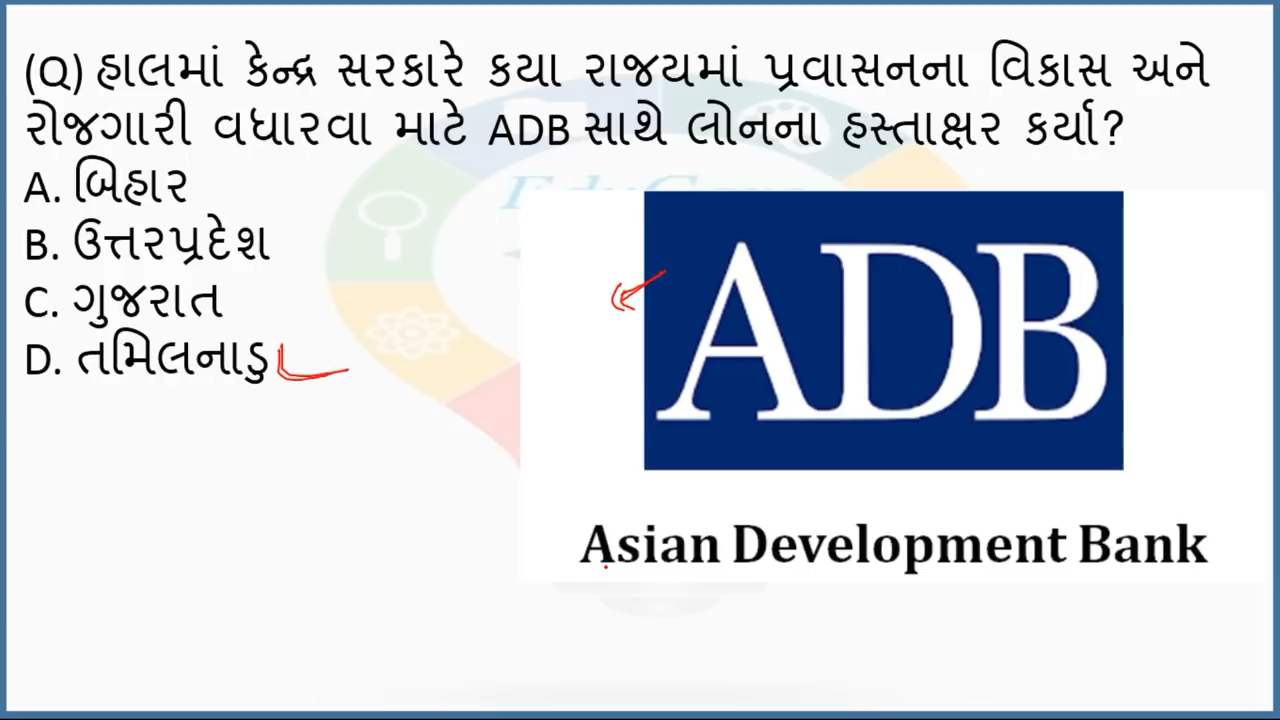 (Q) હાલમાં કેન્દ્ર સરકારે કયા રાજયમાં પ્રવાસનના વિકાસ અને
રોજગારી વધારવા માટે ADB સાથે લોનના હસ્તાક્ષર કર્યા?
A. બિહાર
B. ઉત્તરપ્રદેશ
C. ગુજરાત
D. તમિલનાડુ
ADB
Asian Development Bank